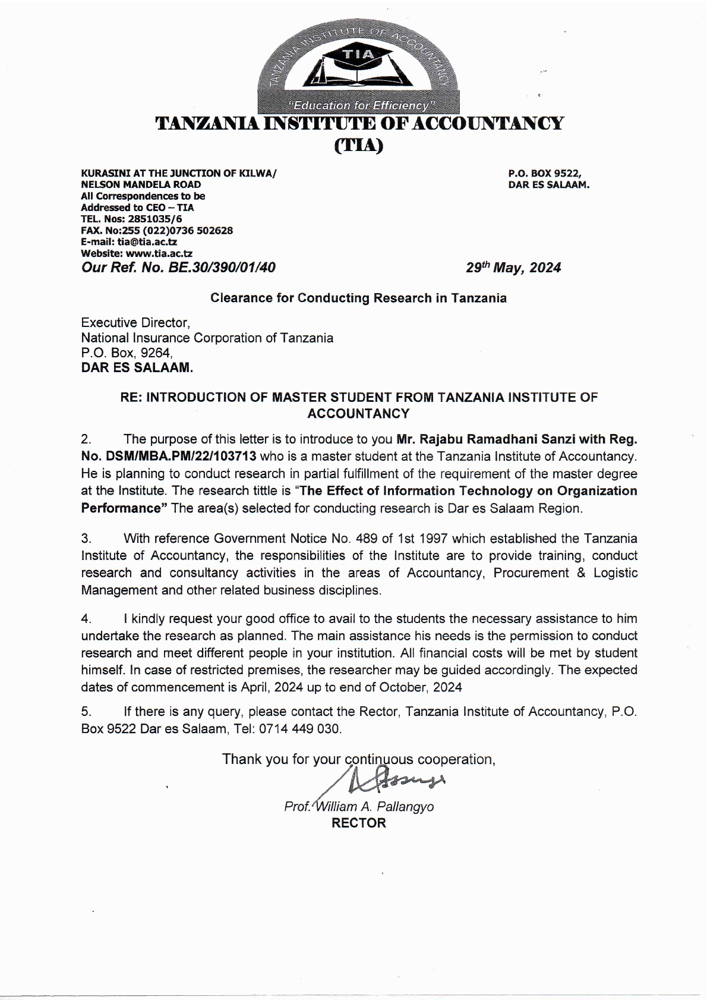 TANZANIA INSTITUTE OF ACCOUNTANCY
TIA
"Education for Efficiency"
TANZANIA INSTITUTE OF ACCOUNTANCY
(TIA)
KURASINI AT THE JUNCTION OF KILWA/ P.O. BOX 9522,
NELSON MANDELA ROAD DAR ES SALAAM.
All Correspondences to be
Addressed to CEO – TIA
TEL. Nos: 2851035/6
FAX. No:255 (022)0736 502628
E-mail: tia@tia.ac.tz
Website: www.tia.ac.tz
Our Ref. No. BE.30/390/01/40 29th May, 2024
Clearance for Conducting Research in Tanzania
Executive Director,
National Insurance Corporation of Tanzania
P.O. Box, 9264,
DAR ES SALAAM.
RE: INTRODUCTION OF MASTER STUDENT FROM TANZANIA INSTITUTE OF
ACCOUNTANCY
2. The purpose of this letter is to introduce to you Mr. Rajabu Ramadhani Sanzi with Reg.
No. DSM/MBA.PM/22/103713 who is a master student at the Tanzania Institute of Accountancy.
He is planning to conduct research in partial fulfillment of the requirement of the master degree
at the Institute. The research tittle is “The Effect of Information Technology on Organization
Performance” The area(s) selected for conducting research is Dar es Salaam Region.
3. With reference Government Notice No. 489 of 1st 1997 which established the Tanzania
Institute of Accountancy, the responsibilities of the Institute are to provide training, conduct
research and consultancy activities in the areas of Accountancy, Procurement & Logistic
Management and other related business disciplines.
4. I kindly request your good office to avail to the students the necessary assistance to him
undertake the research as planned. The main assistance his needs is the permission to conduct
research and meet different people in your institution. All financial costs will be met by student
himself. In case of restricted premises, the researcher may be guided accordingly. The expected
dates of commencement is April, 2024 up to end of October, 2024
5. If there is any query, please contact the Rector, Tanzania Institute of Accountancy, P.O.
Box 9522 Dar es Salaam, Tel: 0714 449 030.
Thank you for your continuous cooperation,
Prof. William A. Pallangyo
RECTOR